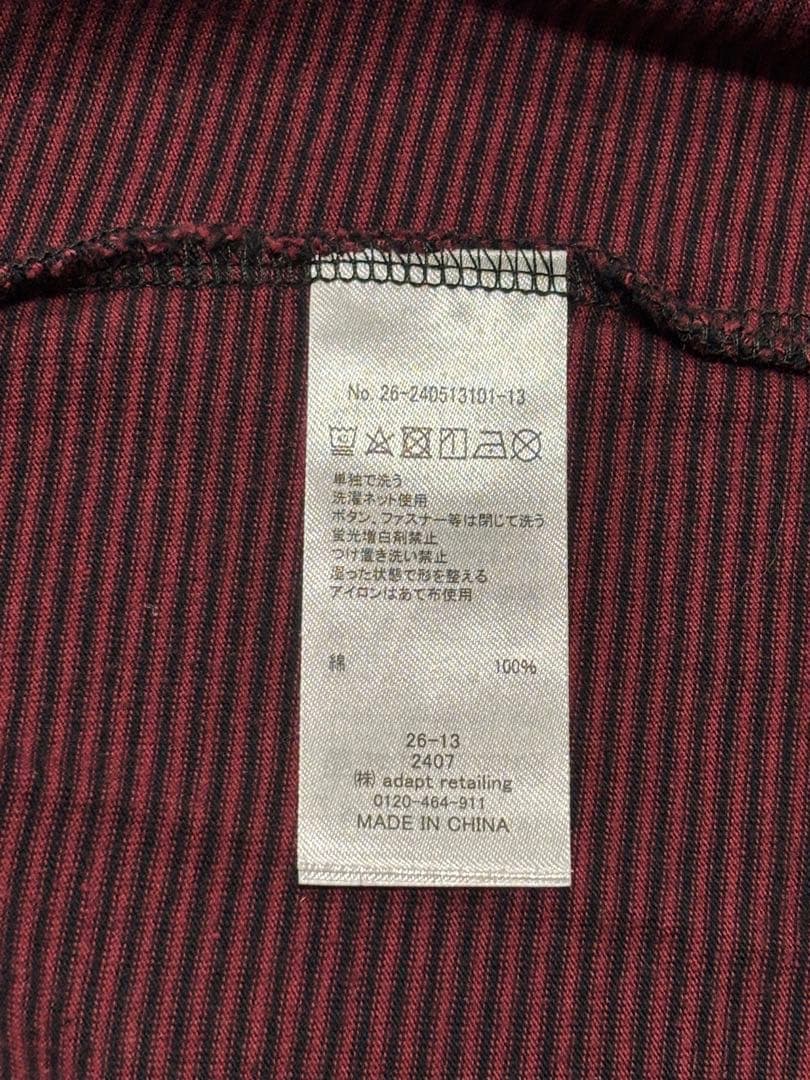 No. 26-240513101-13
単独で洗う
洗濯ネット使用
ボタン、ファスナー等は閉じて洗う
蛍光増白剤禁止
つけ置き洗い禁止
湿った状態で形を整える
アイロンはあて布使用
綿 100%
26-13
2407
㈱ adapt retailing
0120-464-911
MADE IN CHINA